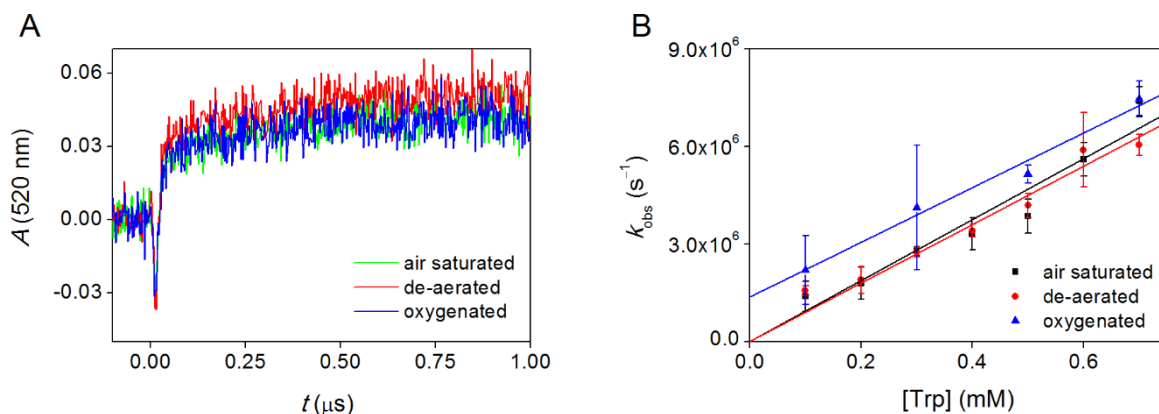 A
A (520 nm)
0.06
0.03
0.00
-0.03
0.00
0.25
0.50
0.75
1.00
t (μs)
air saturated
de-aerated
oxygenated
B
k_obs (s⁻¹)
9.0x10⁶
6.0x10⁶
3.0x10⁶
0.0
0.0
0.2
0.4
0.6
[Trp] (mM)
air saturated
de-aerated
oxygenated